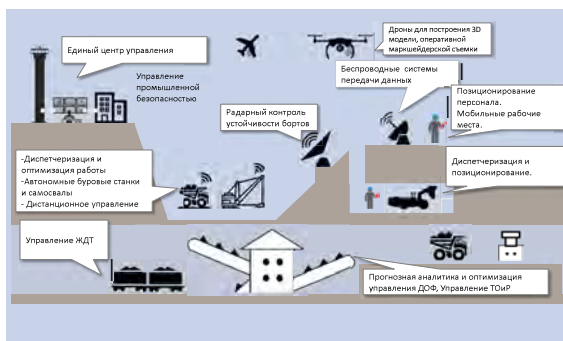 Единый центр управления
Дроны для построения 3D
модели, оперативной
маркшейдерской съемки
Управление
промышленной
безопасностью
Беспроводные системы
передачи данных
Позиционирование
персонала.
Мобильные рабочие
места.
Радарный контроль
устойчивости бортов
-Диспетчеризация и
оптимизация работы
-Автономные буровые станки
и самосвалы
- Дистанционное управление
Диспетчеризация и
позиционирование.
Управление ЖДТ
Прогнозная аналитика и оптимизация
управления ДОФ, Управление ТОиР